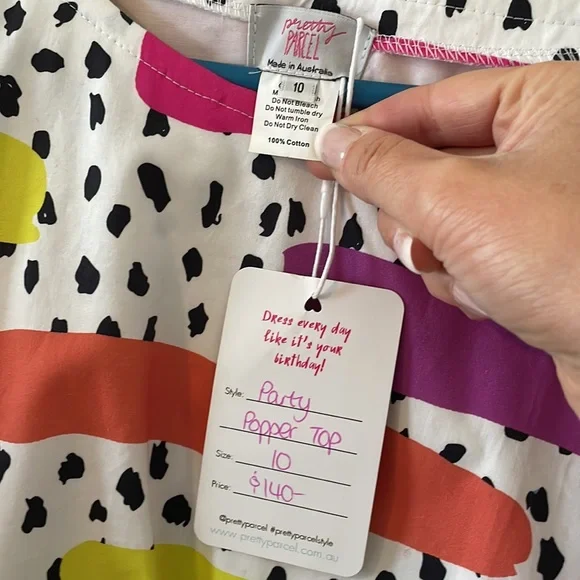 pretty
PARCEL
Made in Australia
10
Do Not Bleach
Do Not tumble dry
Warm Iron
Do Not Dry Clean
100% Cotton
Dress every day
like it's your
birthday!
Style: Party
Popper Top
Size: 10
Price: $140-
@prettyparcel #prettyparcelstyle
www.prettyparcel.com.au